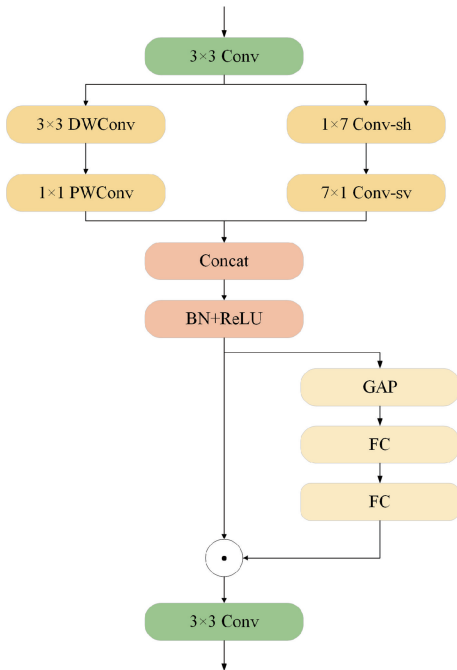 3×3 Conv
3×3 DWConv
1×7 Conv-sh
1×1 PWConv
7×1 Conv-sv
Concat
BN+ReLU
GAP
FC
FC
3×3 Conv